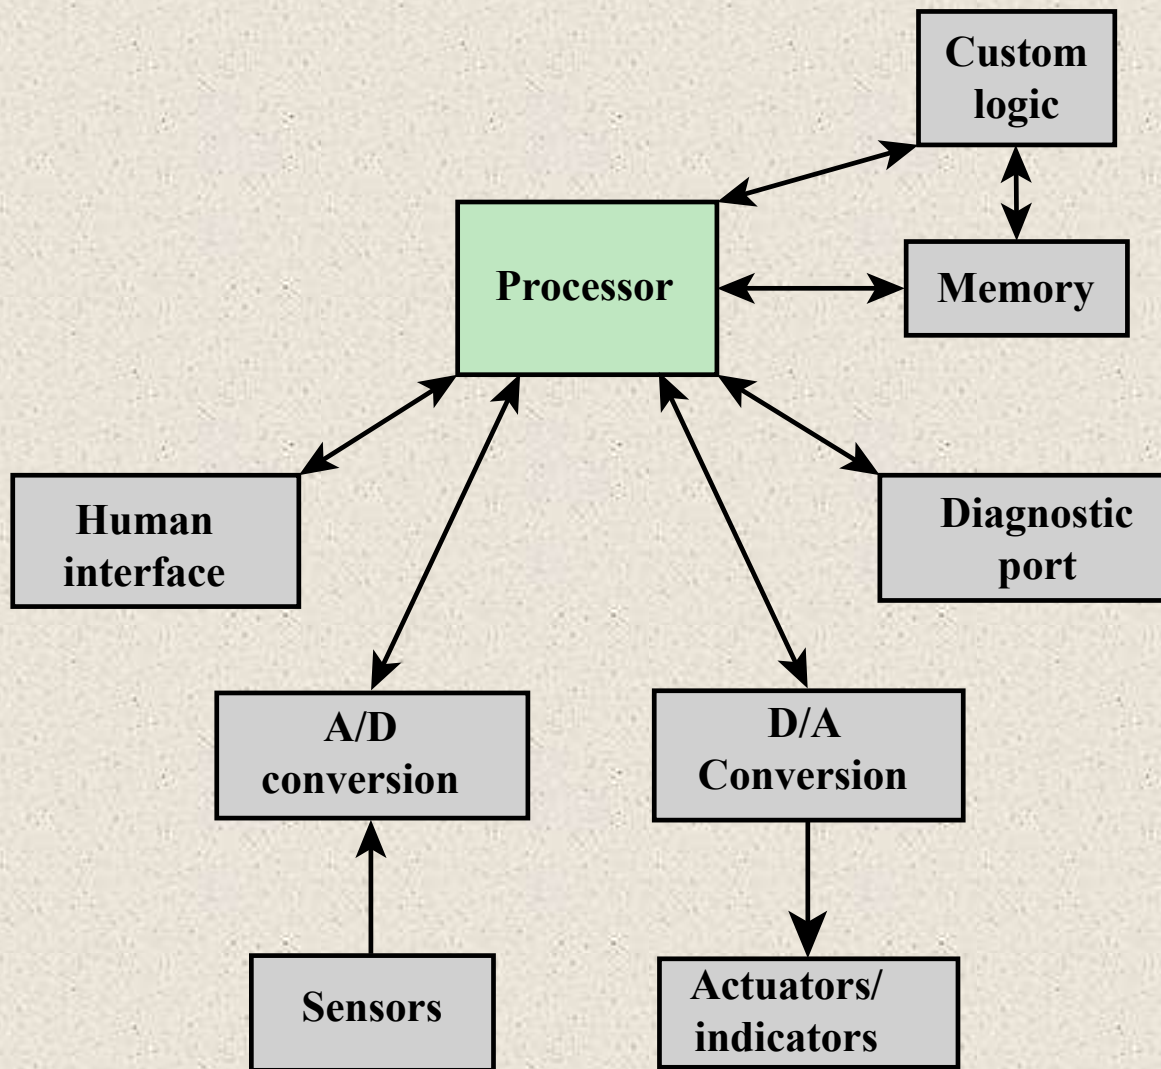 Custom
logic
Processor
Memory
Human
interface
Diagnostic
port
A/D
conversion
D/A
Conversion
Sensors
Actuators/
indicators